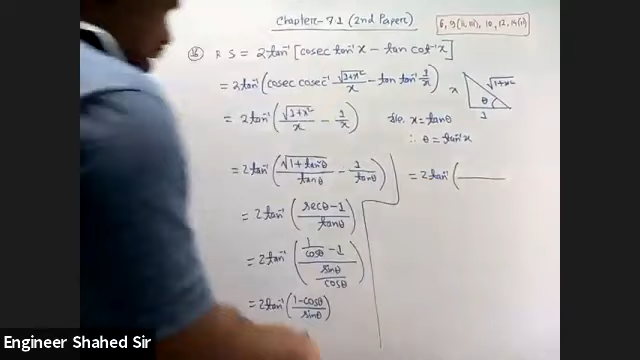 Chapter-7.1 (2nd Paper)
8, 9(ii, iii), 10, 12, 14(ii)
R S = 2tan⁻¹ [cosec tan⁻¹x - tan cot⁻¹x]
= 2tan⁻¹ (cosec cosec⁻¹ √(1+x²)/x - tan tan⁻¹ 1/x)
x √(1+x²) θ 1
= 2tan⁻¹ (√(1+x²)/x - 1/x)
x = tanθ
∴ θ = tan⁻¹x
= 2tan⁻¹ (√(1+tan²θ)/tanθ - 1/tanθ)
= 2tan⁻¹ (secθ-1/tanθ)
= 2tan⁻¹ (1/cosθ - 1/sinθ/cosθ)
= 2tan⁻¹ (1-cosθ/sinθ)
= 2tan⁻¹ (
Engineer Shahed Sir